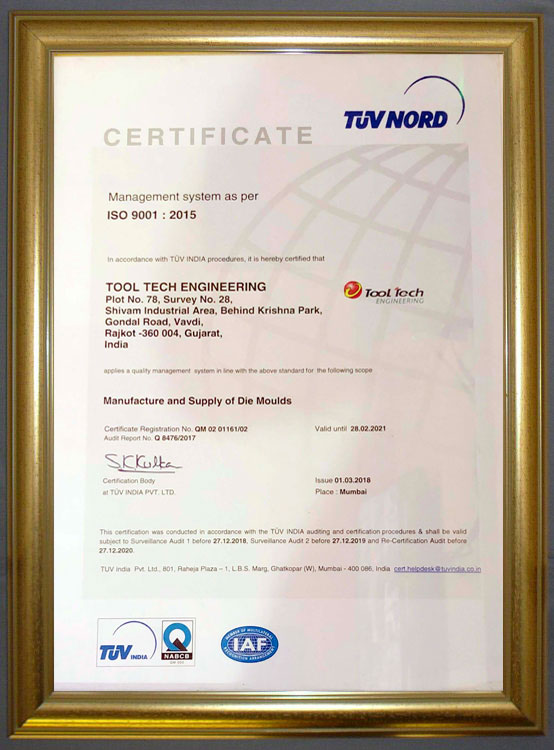 TÜV NORD
CERTIFICATE
Management system as per
ISO 9001 : 2015
In accordance with TÜV INDIA procedures, it is hereby certified that
TOOL TECH ENGINEERING
Plot No. 78, Survey No. 28,
Shivam Industrial Area, Behind Krishna Park,
Gondal Road, Vavdi,
Rajkot -360 004, Gujarat,
India
Tool Tech
ENGINEERING
applies a quality management system in line with the above standard for the following scope
Manufacture and Supply of Die Moulds
Certificate Registration No. QM 02 01161/02
Audit Report No. Q 8476/2017
Valid until 28.02.2021
Certification Body
at TÜV INDIA PVT. LTD.
Issue 01.03.2018
Place : Mumbai
This certification was conducted in accordance with the TÜV INDIA auditing and certification procedures & shall be valid
subject to Surveillance Audit 1 before 27.12.2018, Surveillance Audit 2 before 27.12.2019 and Re-Certification Audit before
27.12.2020.
TUV India Pvt. Ltd., 801, Raheja Plaza – 1, L.B.S. Marg, Ghatkopar (W), Mumbai - 400 086, India cert.helpdesk@tuvindia.co.in
TÜV INDIA
NABCB
IAF